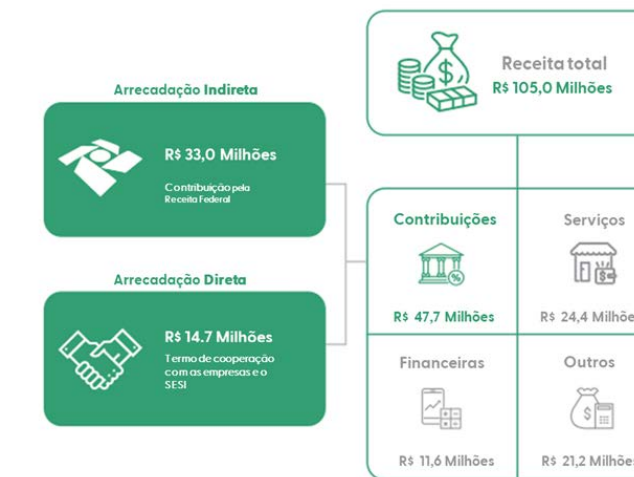 Receita total
R$ 105,0 Milhões
Arrecadação Indireta
R$ 33,0 Milhões
Contribuição pela
Receita Federal
Arrecadação Direta
R$ 14.7 Milhões
Termo de cooperação
com as empresas e o
SESI
Contribuições
R$ 47,7 Milhões
Serviços
R$ 24,4 Milhõe
Financeiras
R$ 11,6 Milhões
Outros
R$ 21,2 Milhõe